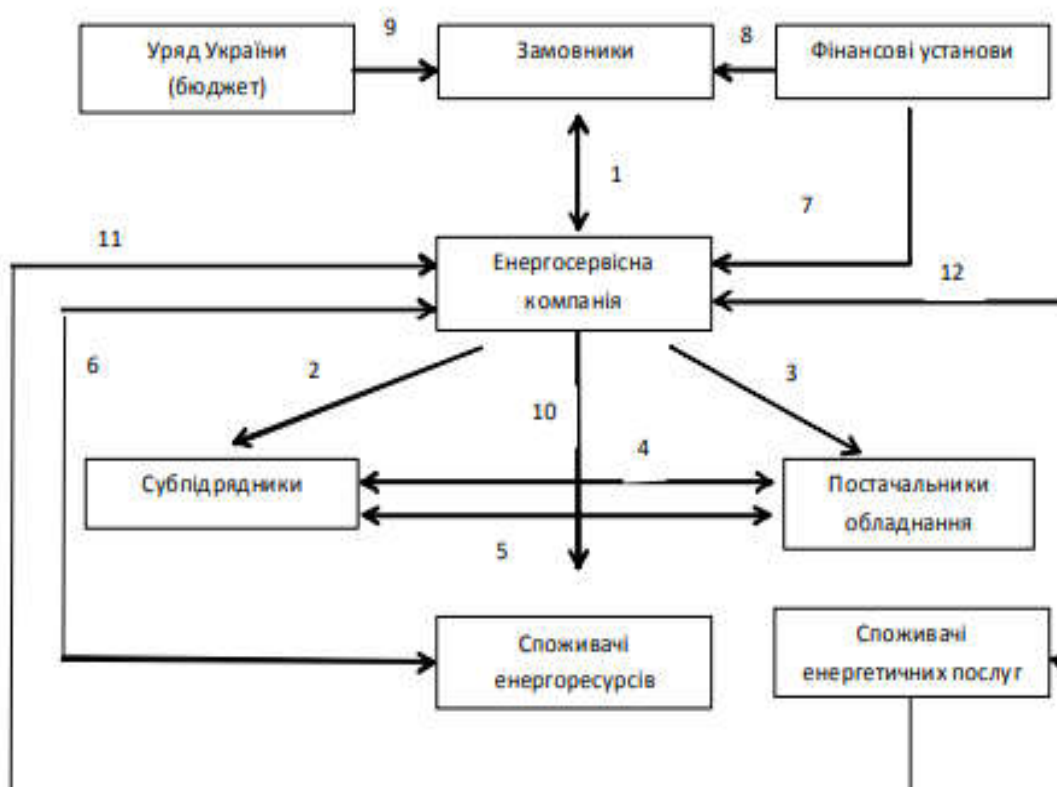 9
8
Уряд України
(бюджет)
Замовники
Фінансові установи
1
7
11
12
Енергосервісна
компанія
6
2
3
10
4
Субпідрядники
Постачальники
обладнання
5
Споживачі
енергоресурсів
Споживачі
енергетичних послуг